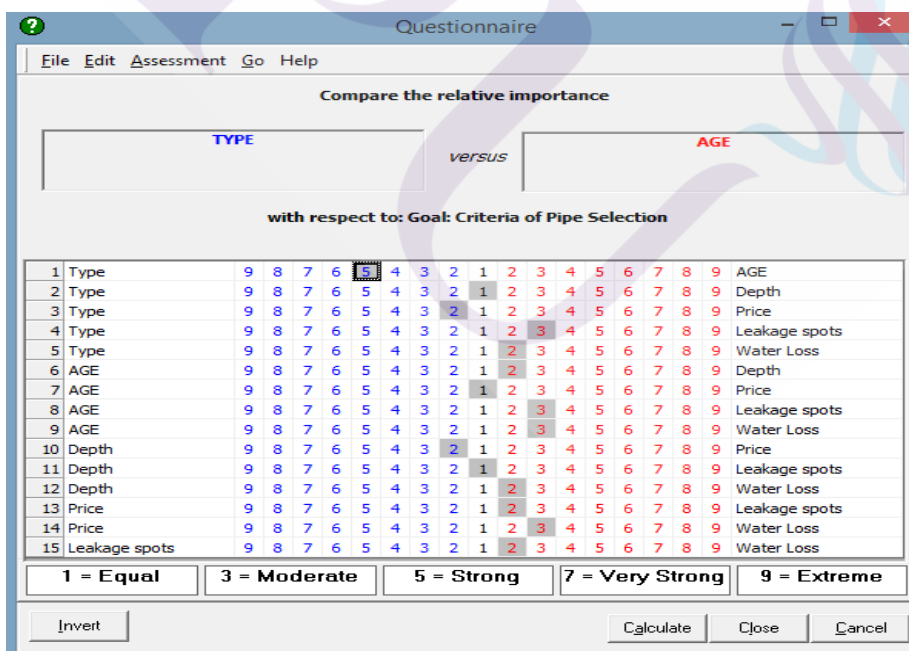 Questionnaire
File Edit Assessment Go Help
Compare the relative importance
TYPE
versus
AGE
with respect to: Goal: Criteria of Pipe Selection
1 Type 9 8 7 6 5 4 3 2 1 2 3 4 5 6 7 8 9 AGE
2 Type 9 8 7 6 5 4 3 2 1 2 3 4 5 6 7 8 9 Depth
3 Type 9 8 7 6 5 4 3 2 1 2 3 4 5 6 7 8 9 Price
4 Type 9 8 7 6 5 4 3 2 1 2 3 4 5 6 7 8 9 Leakage spots
5 Type 9 8 7 6 5 4 3 2 1 2 3 4 5 6 7 8 9 Water Loss
6 AGE 9 8 7 6 5 4 3 2 1 2 3 4 5 6 7 8 9 Depth
7 AGE 9 8 7 6 5 4 3 2 1 2 3 4 5 6 7 8 9 Price
8 AGE 9 8 7 6 5 4 3 2 1 2 3 4 5 6 7 8 9 Leakage spots
9 AGE 9 8 7 6 5 4 3 2 1 2 3 4 5 6 7 8 9 Water Loss
10 Depth 9 8 7 6 5 4 3 2 1 2 3 4 5 6 7 8 9 Price
11 Depth 9 8 7 6 5 4 3 2 1 2 3 4 5 6 7 8 9 Leakage spots
12 Depth 9 8 7 6 5 4 3 2 1 2 3 4 5 6 7 8 9 Water Loss
13 Price 9 8 7 6 5 4 3 2 1 2 3 4 5 6 7 8 9 Leakage spots
14 Price 9 8 7 6 5 4 3 2 1 2 3 4 5 6 7 8 9 Water Loss
15 Leakage spots 9 8 7 6 5 4 3 2 1 2 3 4 5 6 7 8 9 Water Loss
1 = Equal 3 = Moderate 5 = Strong 7 = Very Strong 9 = Extreme
Invert Calculate Close Cancel